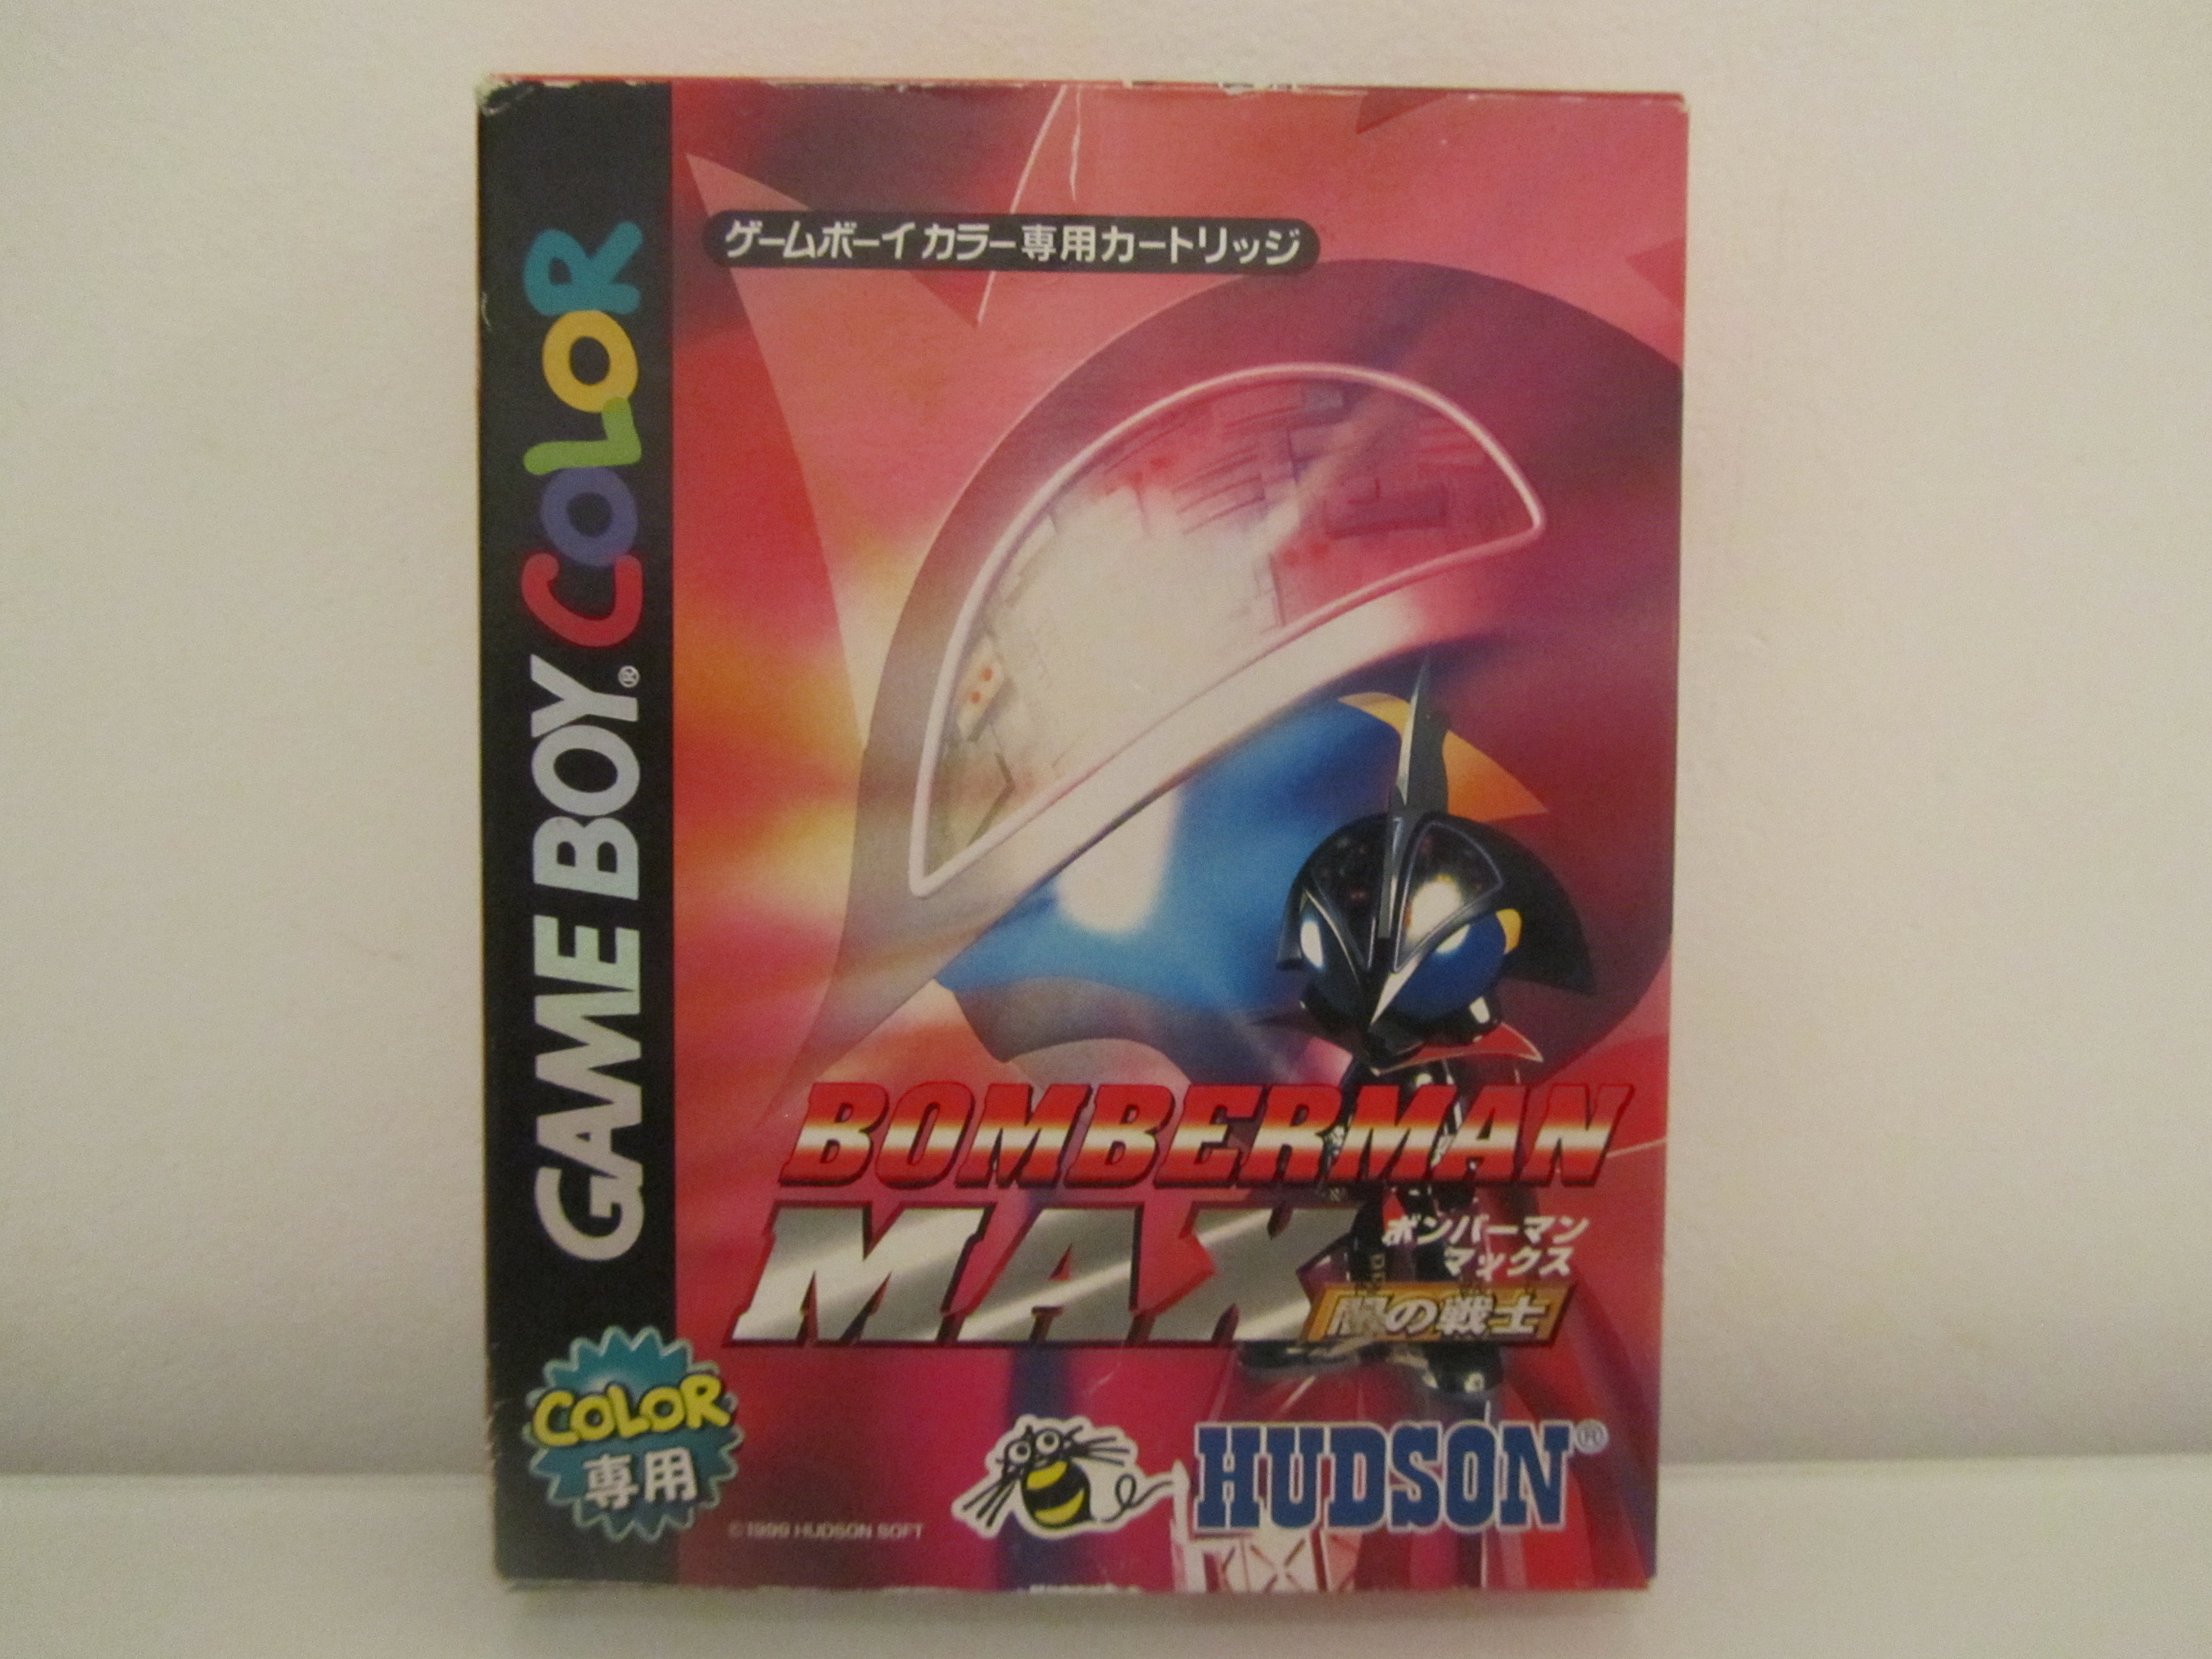 GAME BOY® COLOR
ゲームボーイカラー専用カートリッジ
BOMBERMAN
MAX
ボンバーマン
マックス
闇の戦士
COLOR
専用
©1999 HUDSON SOFT
HUDSON®